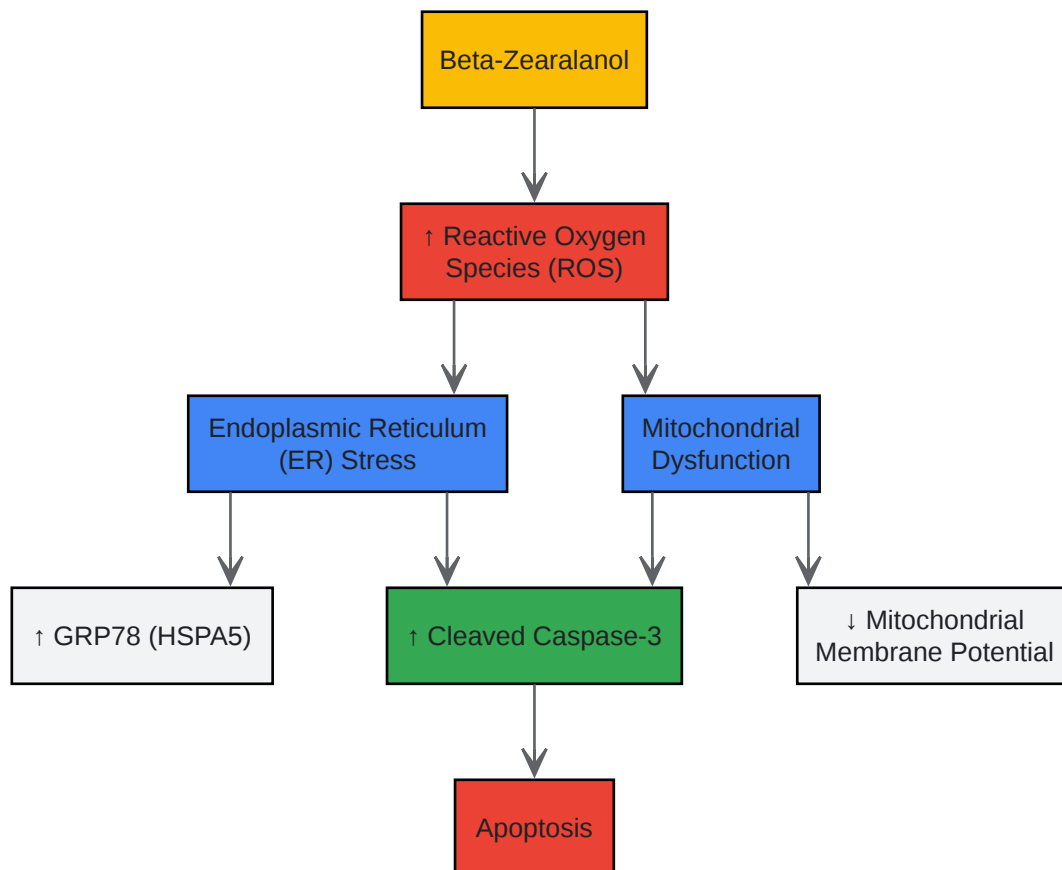 Beta-Zearalanol
↑ Reactive Oxygen
Species (ROS)
Endoplasmic Reticulum
(ER) Stress
Mitochondrial
Dysfunction
↑ GRP78 (HSPA5)
↑ Cleaved Caspase-3
↓ Mitochondrial
Membrane Potential
Apoptosis